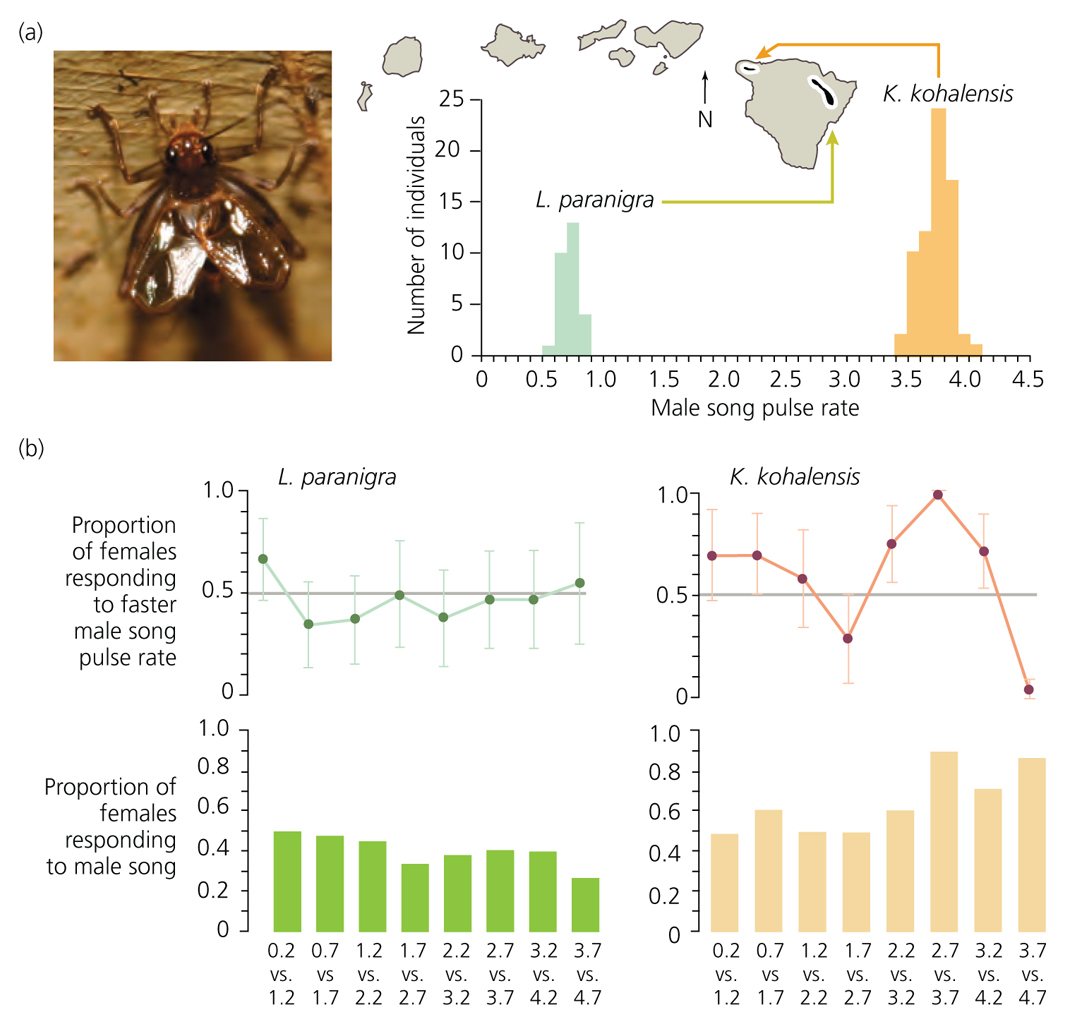 (a)
N
K. kohalensis
L. paranigra
Number of individuals
25
20
15
10
5
0
0 0.5 1.0 1.5 2.0 2.5 3.0 3.5 4.0 4.5
Male song pulse rate
(b)
L. paranigra
K. kohalensis
Proportion
of females
responding
to faster
male song
pulse rate
1.0
0.5
0
1.0
0.5
0
Proportion of
females
responding
to male song
1.0
0.8
0.6
0.4
0.2
0
1.0
0.8
0.6
0.4
0.2
0
0.2 0.7 1.2 1.7 2.2 2.7 3.2 3.7
vs. vs vs. vs. vs. vs. vs. vs.
1.2 1.7 2.2 2.7 3.2 3.7 4.2 4.7
0.2 0.7 1.2 1.7 2.2 2.7 3.2 3.7
vs. vs vs. vs. vs. vs. vs. vs.
1.2 1.7 2.2 2.7 3.2 3.7 4.2 4.7